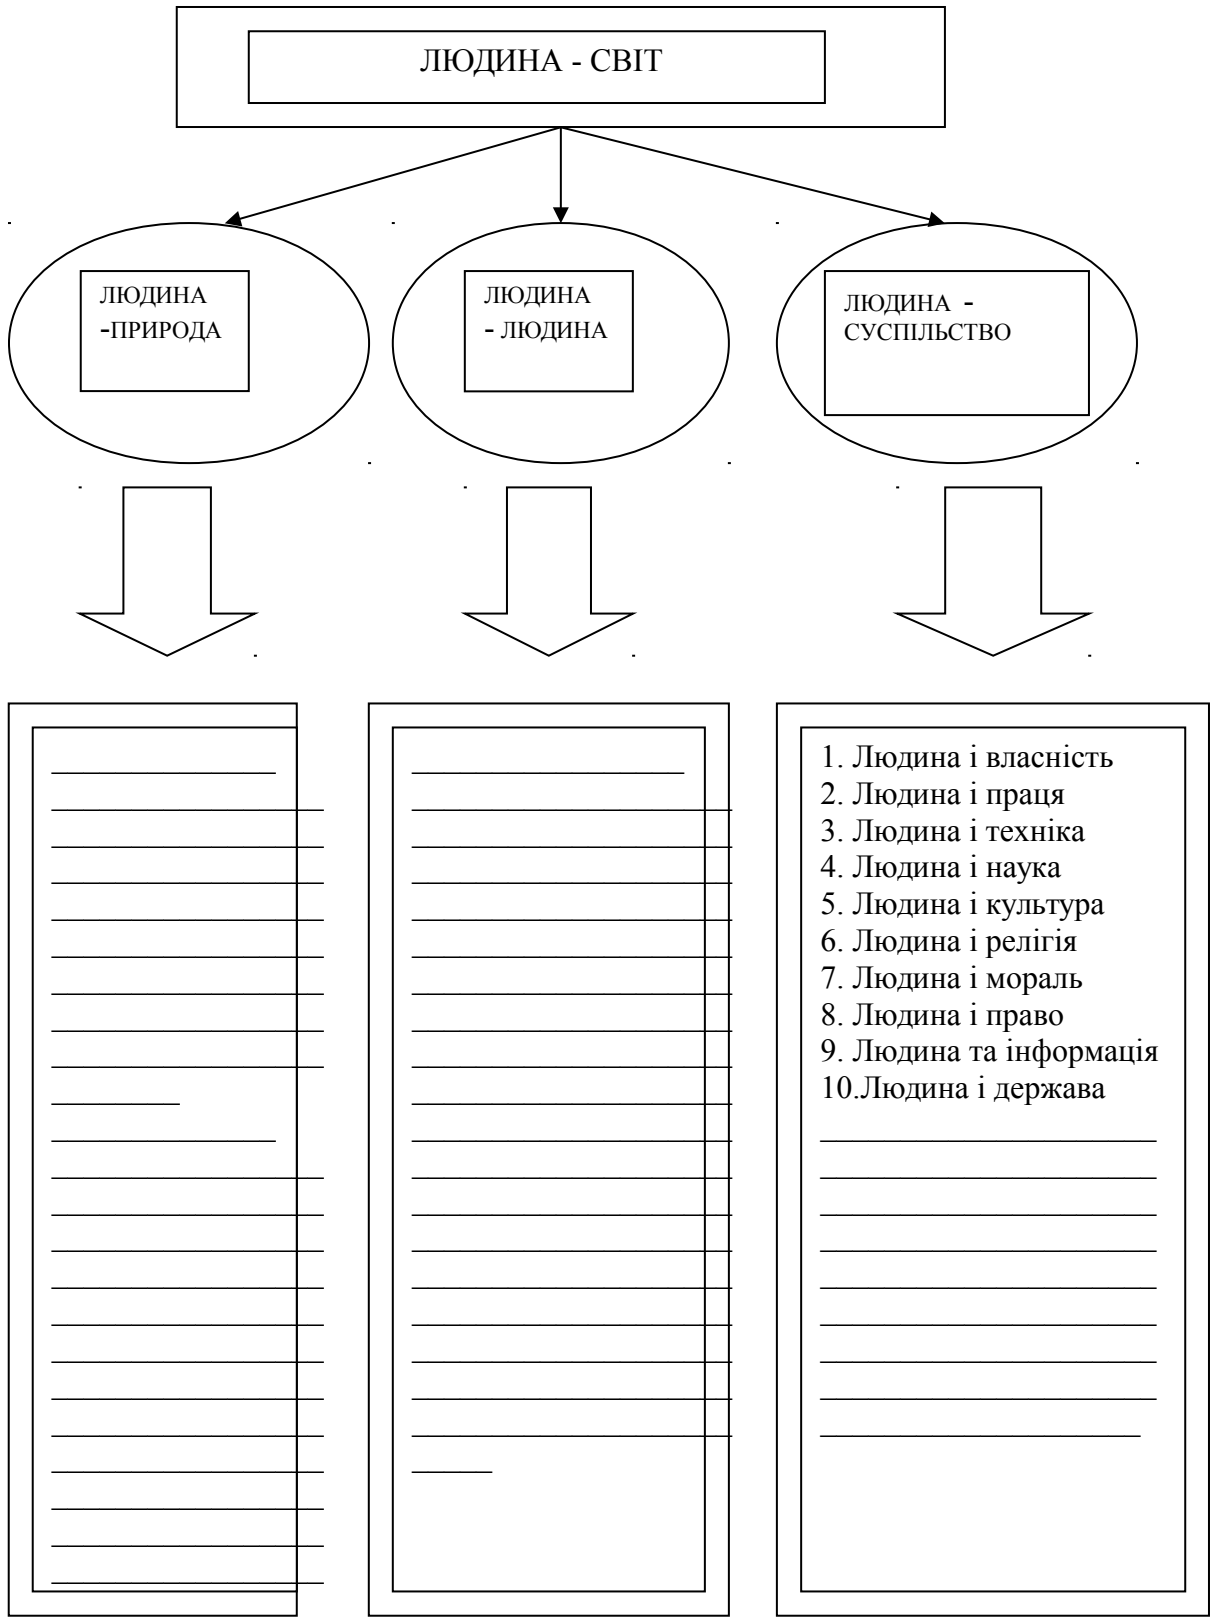 ЛЮДИНА - СВІТ
ЛЮДИНА
-ПРИРОДА
ЛЮДИНА
- ЛЮДИНА
ЛЮДИНА -
СУСПІЛЬСТВО
1. Людина і власність
2. Людина і праця
3. Людина і техніка
4. Людина і наука
5. Людина і культура
6. Людина і релігія
7. Людина і мораль
8. Людина і право
9. Людина та інформація
10.Людина і держава